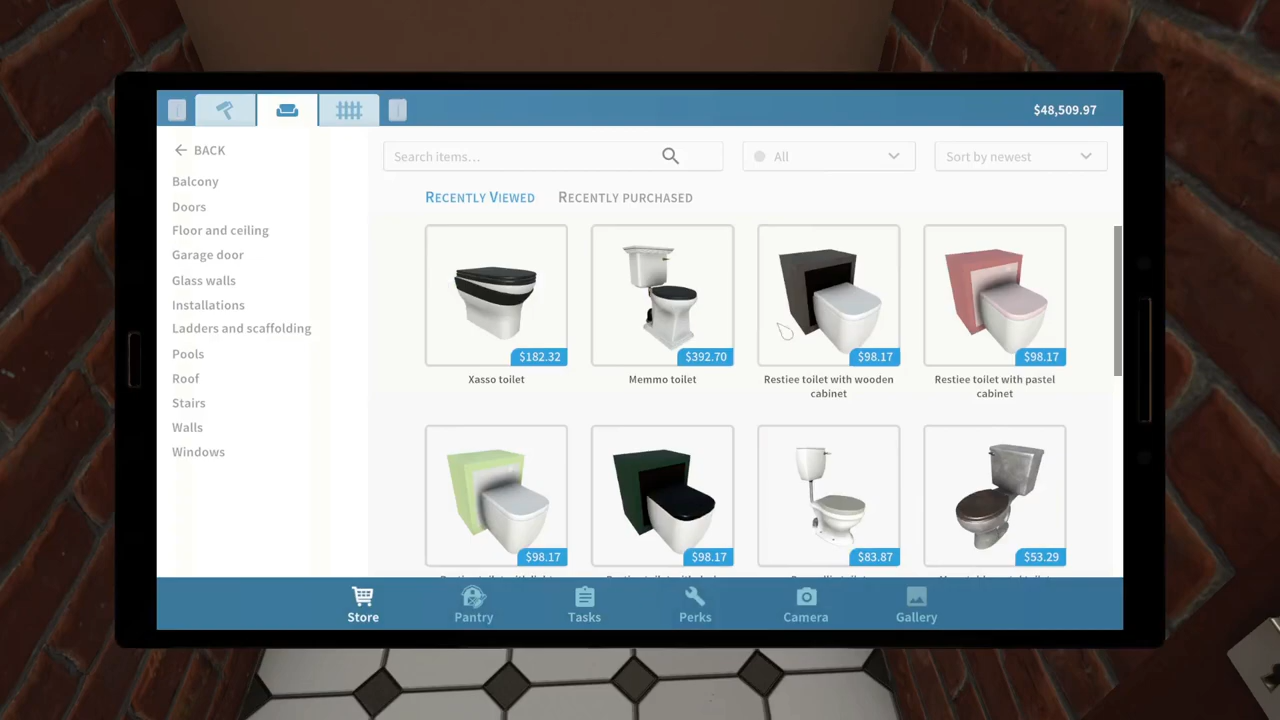 $48,509.97
BACK
Search items...
All
Sort by newest
Balcony
Doors
Floor and ceiling
Garage door
Glass walls
Installations
Ladders and scaffolding
Pools
Roof
Stairs
Walls
Windows
RECENTLY VIEWED
RECENTLY PURCHASED
$182.32
$392.70
$98.17
$98.17
Xasso toilet
Memmo toilet
Restiee toilet with wooden
cabinet
Restiee toilet with pastel
cabinet
$98.17
$98.17
$83.87
$53.29
Store
Pantry
Tasks
Perks
Camera
Gallery